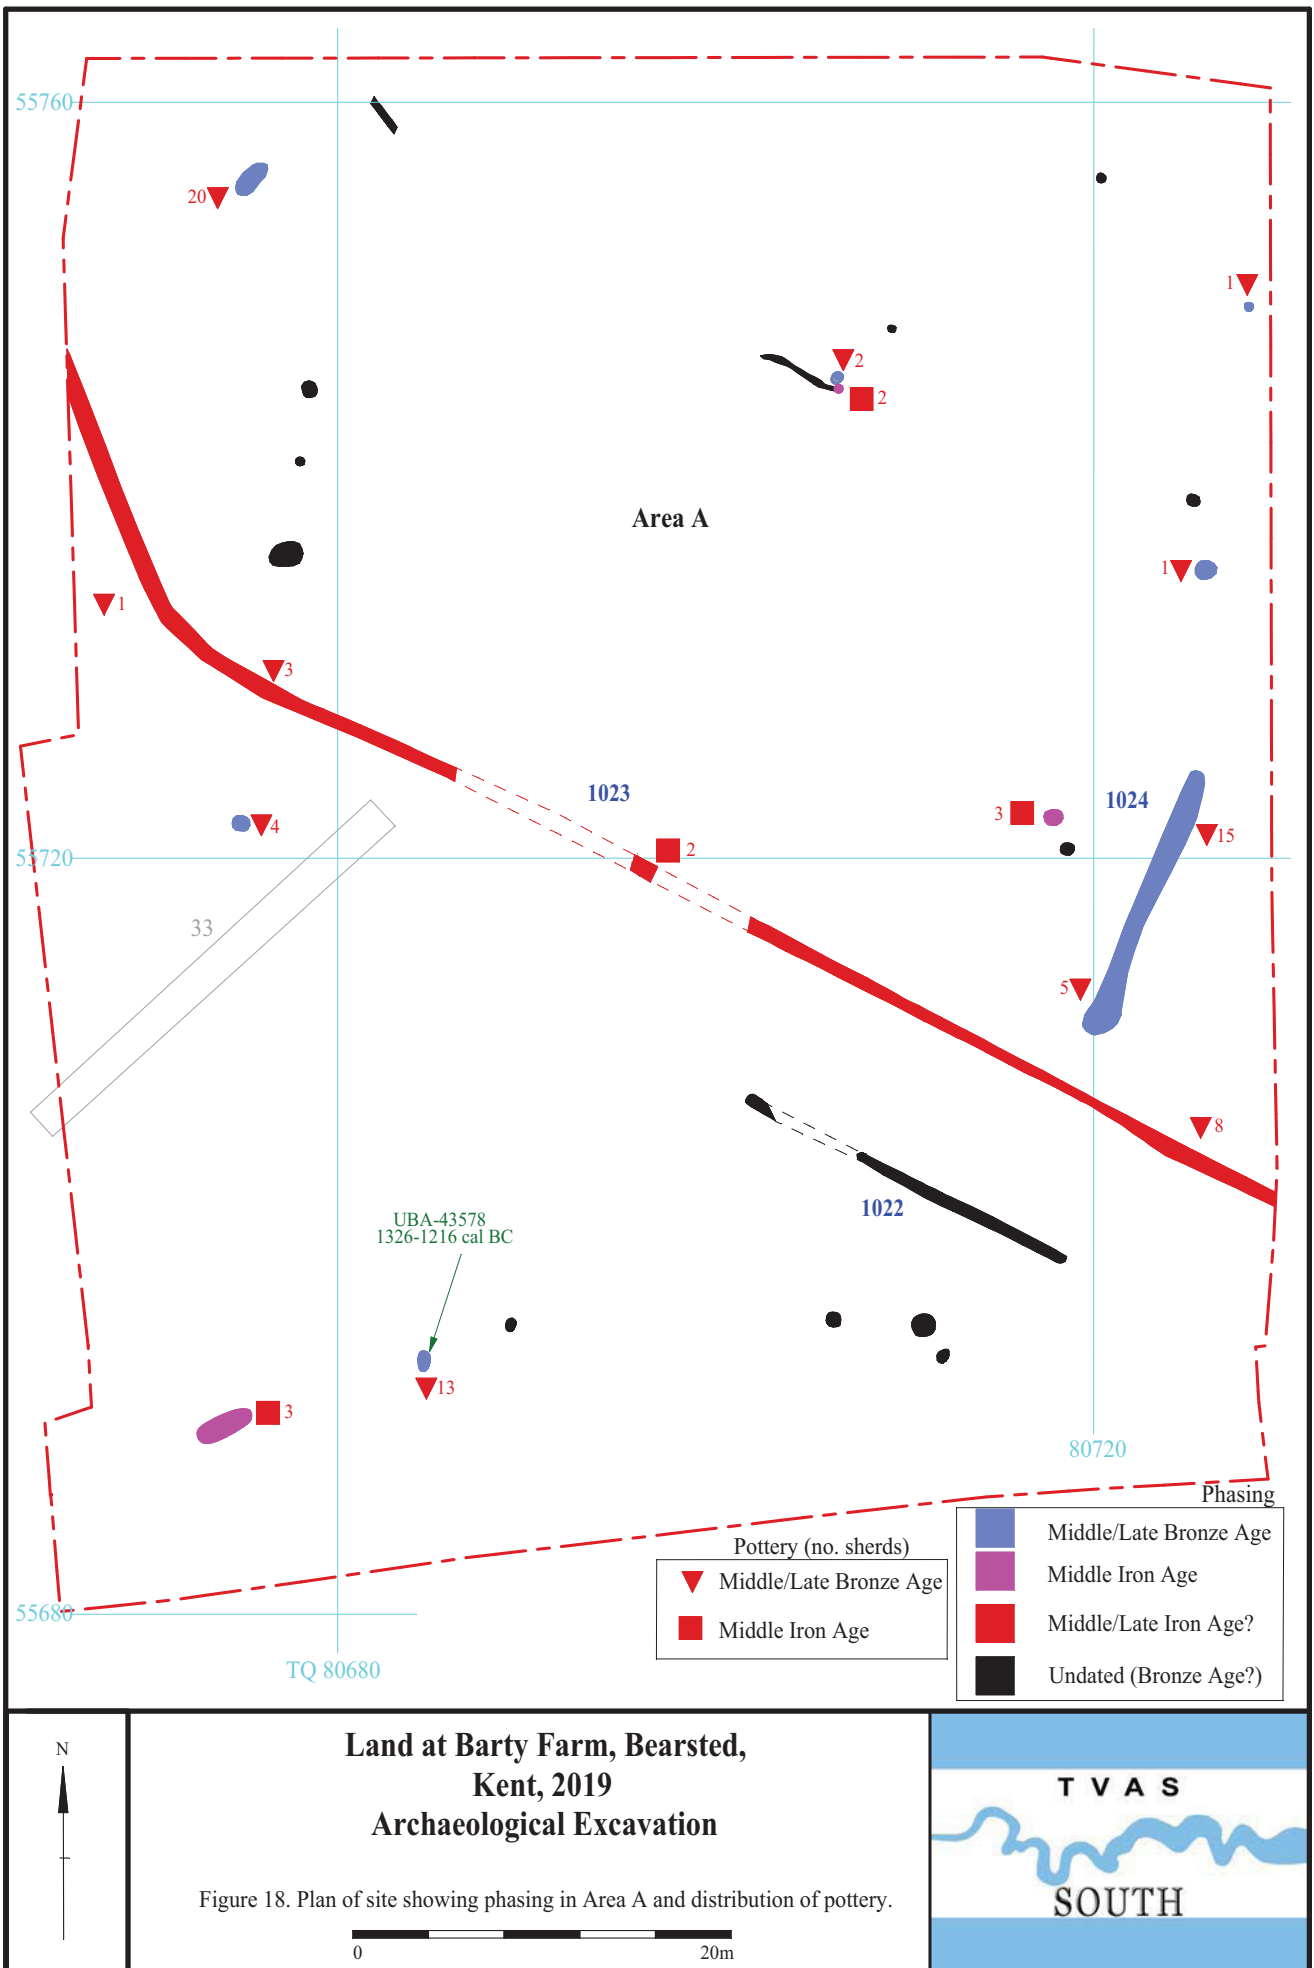 55760
20
1
2
2
Area A
1
1
3
1023
1024
3
4
15
2
55720
33
5
8
1022
UBA-43578
1326-1216 cal BC
13
3
80720
Phasing
Middle/Late Bronze Age
Middle Iron Age
Middle/Late Iron Age?
Undated (Bronze Age?)
Pottery (no. sherds)
Middle/Late Bronze Age
Middle Iron Age
55680
TQ 80680
N
Land at Barty Farm, Bearsted,
Kent, 2019
Archaeological Excavation
Figure 18. Plan of site showing phasing in Area A and distribution of pottery.
0 20m
TVAS
SOUTH